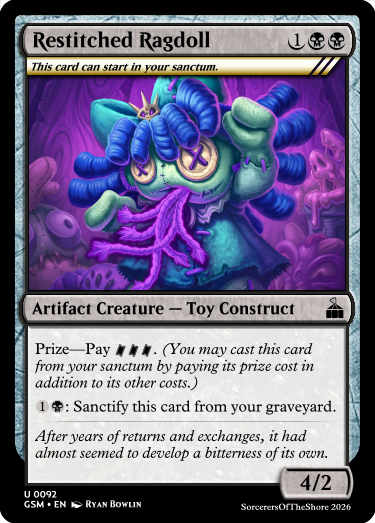 Restitched Ragdoll 1
This card can start in your sanctum.
Artifact Creature — Toy Construct
Prize—Pay . (You may cast this card
from your sanctum by paying its prize cost in
addition to its other costs.)
1 : Sanctify this card from your graveyard.
After years of returns and exchanges, it had
almost seemed to develop a bitterness of its own.
4/2
U 0092
GSM • EN Ryan Bowlin
SorcerersOfTheShore 2026